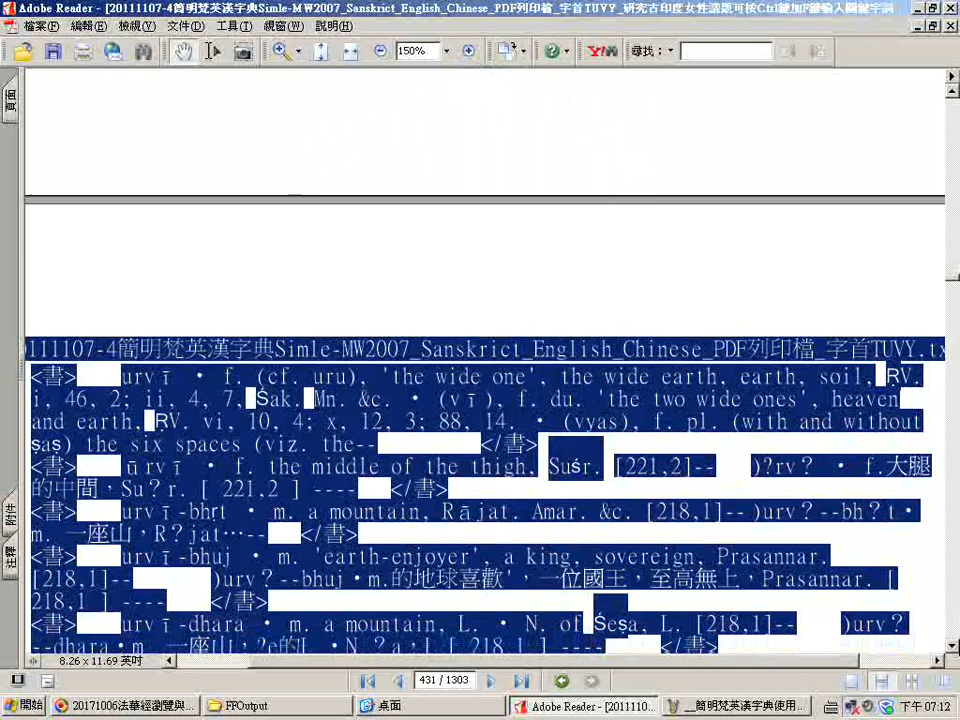 Adobe Reader - [20111107-4簡明梵英漢字典Simle-MW2007_Sanskrict_English_Chinese_PDF列印檔_字首TUVY_研究古印度女性議題可按Ctrl鍵加F鍵輸入關鍵字詞
檔案(F) 編輯(E) 檢視(V) 文件(D) 工具(T) 視窗(W) 說明(H)
150% Y! 尋找:
頁面
附件
注釋
0111107-4簡明梵英漢字典Simle-MW2007_Sanskrict_English_Chinese_PDF列印檔_字首TUVY.tx
<書> urvī • f. (cf. uru), 'the wide one', the wide earth, earth, soil, ṚV.
i, 46, 2; ii, 4, 7, Śak. Mn. &c. • (vī), f. du. 'the two wide ones', heaven
and earth, ṚV. vi, 10, 4; x, 12, 3; 88, 14. • (vyas), f. pl. (with and without
ṣaṣ) the six spaces (viz. the-- </書>
<書> ūrvī • f. the middle of the thigh, Suśr. [221,2]-- )?rv? • f.大腿
的中間，Su?r. [ 221,2 ] ---- </書>
<書> urvī-bhṛt • m. a mountain, Rājat. Amar. &c. [218,1]-- )urv?--bh?t•
m. 一座山，R?jat…-- </書>
<書> urvī-bhuj • m. 'earth-enjoyer', a king, sovereign, Prasannar.
[218,1]-- )urv?--bhuj•m.的地球喜歡'，一位國王，至高無上，Prasannar. [
218,1 ] ---- </書>
<書> urvī-dhara • m. a mountain, L. • N. of Śeṣa, L. [218,1]-- )urv?
--dhara•m. 一座山，?e的L•N ?a，L [ 218,1 ] ---- </書>
8.26 x 11.69 英吋
431 / 1303
開始 20171006法華經瀏覽與... FFOutput 桌面 Adobe Reader - [2011110... __簡明梵英漢字典使用... 下午 07:12